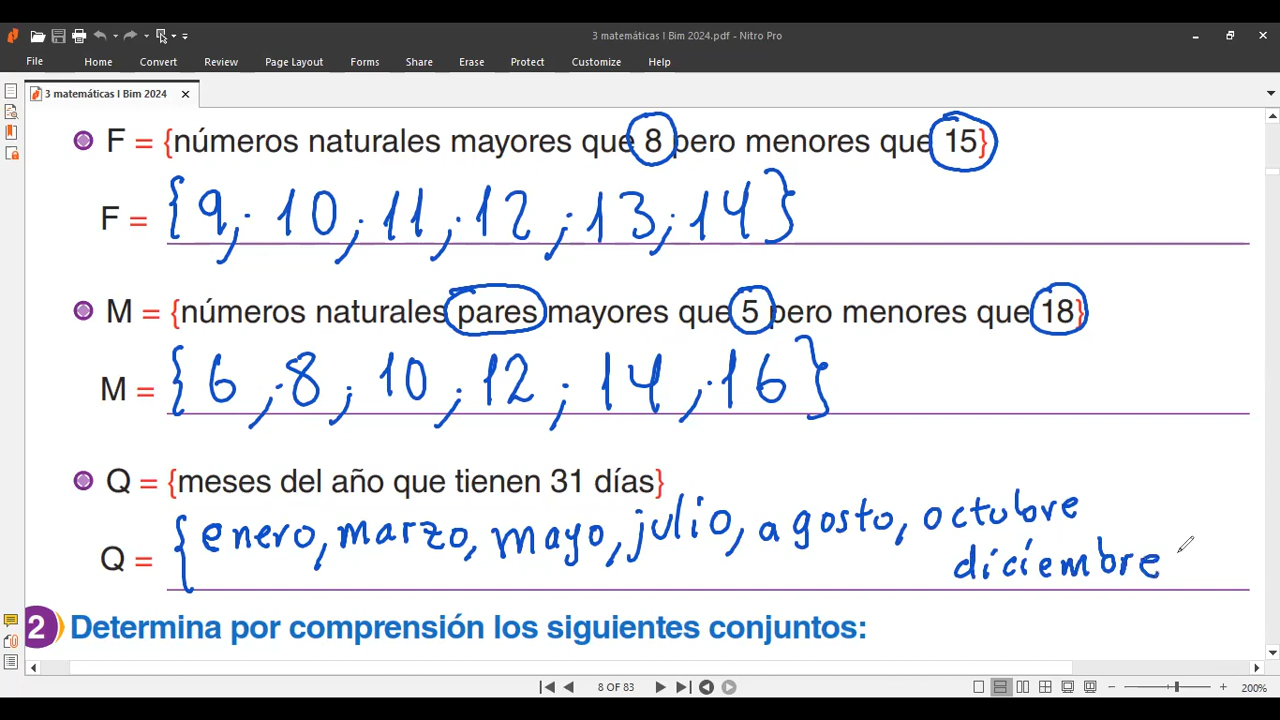 3 matemáticas I Bim 2024.pdf - Nitro Pro
File Home Convert Review Page Layout Forms Share Erase Protect Customize Help
3 matemáticas I Bim 2024
F = {números naturales mayores que 8 pero menores que 15}
F = {9; 10; 11; 12; 13; 14}
M = {números naturales pares mayores que 5 pero menores que 18}
M = {6; 8; 10; 12; 14; 16}
Q = {meses del año que tienen 31 días}
Q = {enero, marzo, mayo, julio, agosto, octubre
diciembre
2 Determina por comprensión los siguientes conjuntos:
8 OF 83
200%